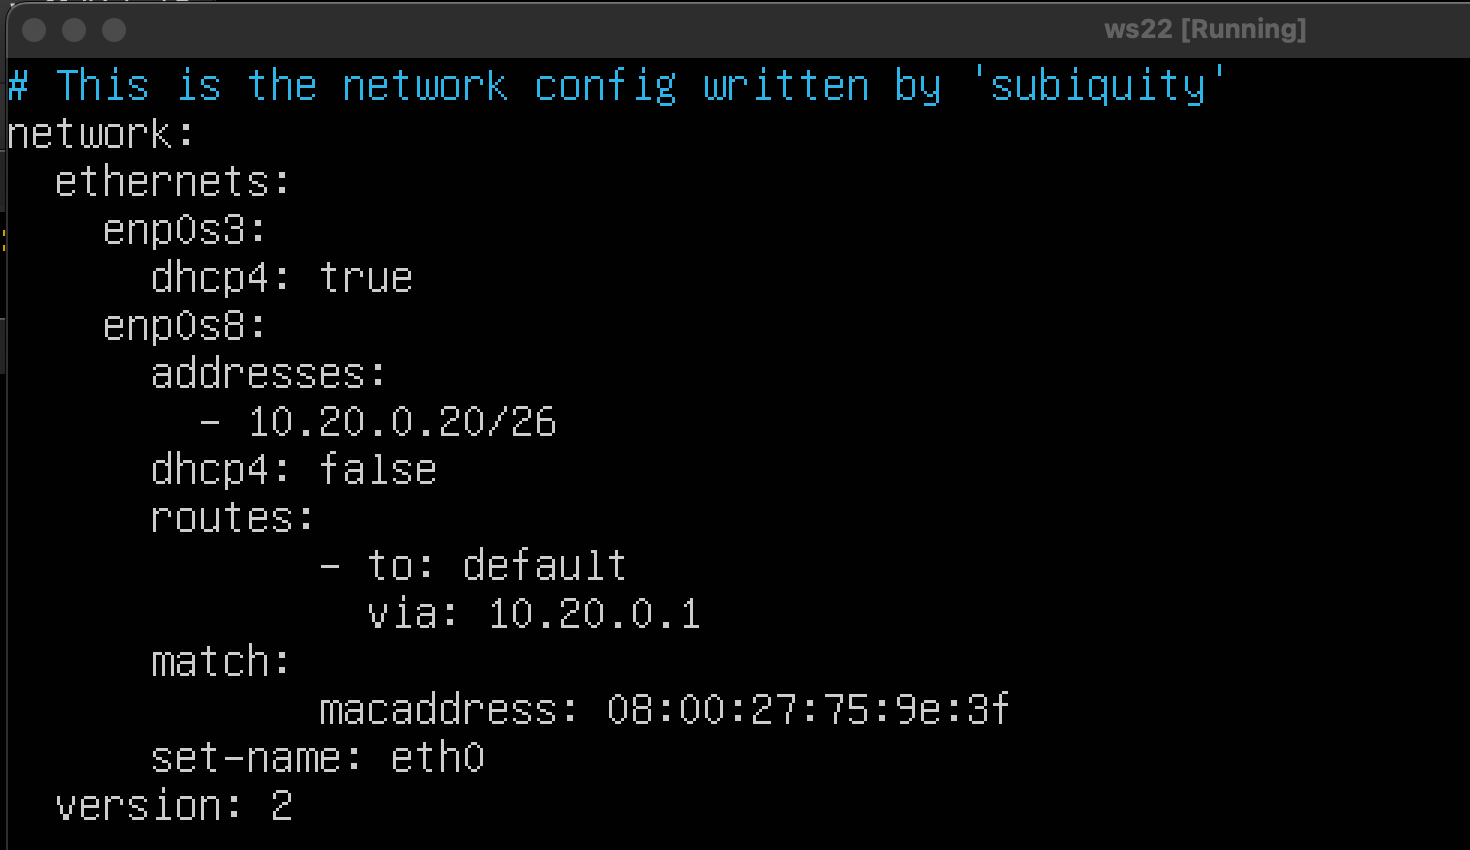 ws22 [Running]
# This is the network config written by 'subiquity'
network:
  ethernets:
    enp0s3:
      dhcp4: true
    enp0s8:
      addresses:
        - 10.20.0.20/26
      dhcp4: false
      routes:
             - to: default
               via: 10.20.0.1
      match:
             macaddress: 08:00:27:75:9e:3f
      set-name: eth0
  version: 2